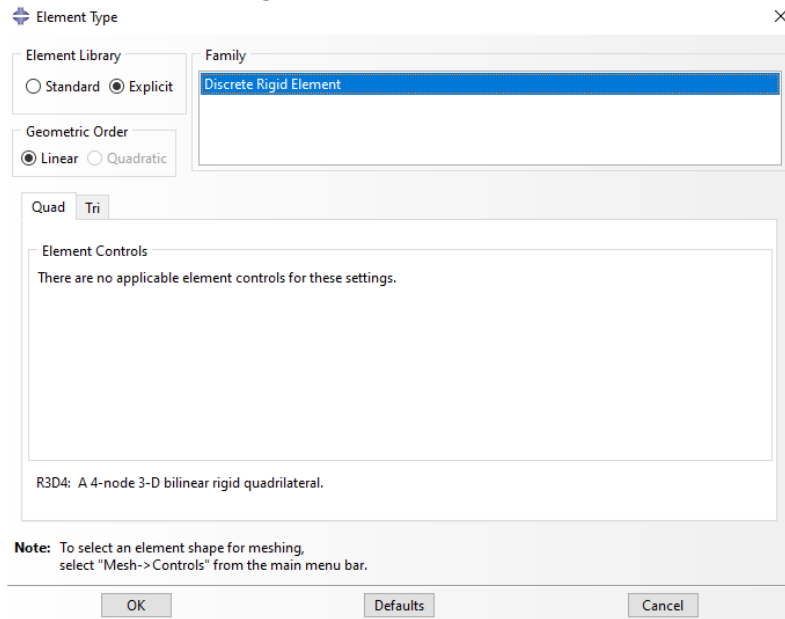 Element Type
Element Library
Standard Explicit
Family
Discrete Rigid Element
Geometric Order
Linear Quadratic
Quad Tri
Element Controls
There are no applicable element controls for these settings.
R3D4: A 4-node 3-D bilinear rigid quadrilateral.
Note: To select an element shape for meshing,
select "Mesh->Controls" from the main menu bar.
OK Defaults Cancel